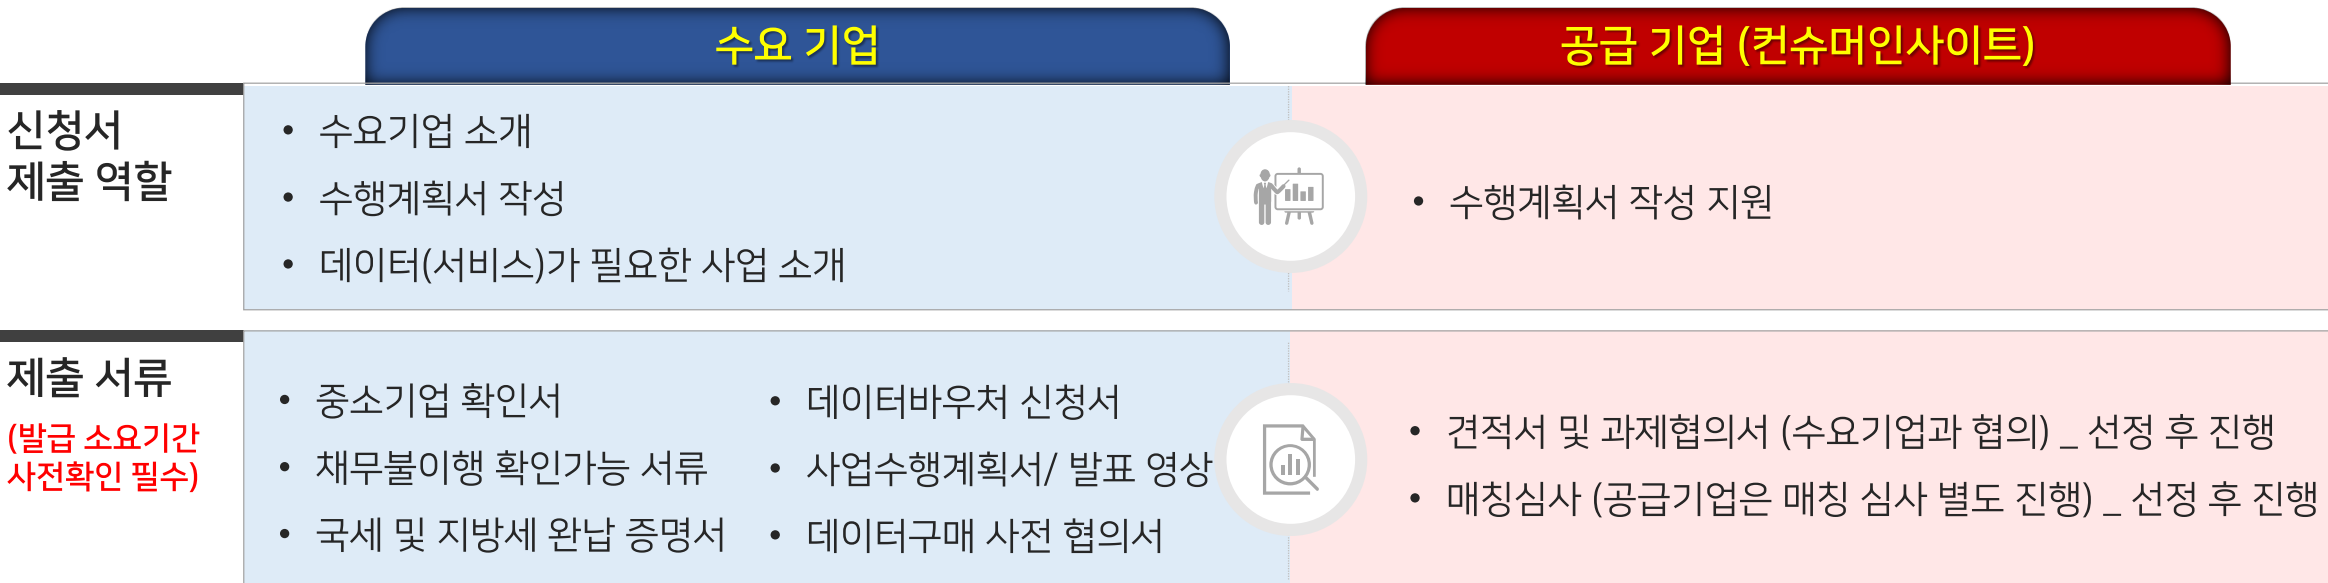 수요 기업
공급 기업 (컨슈머인사이트)
신청서
제출 역할
• 수요기업 소개
• 수행계획서 작성
• 데이터(서비스)가 필요한 사업 소개
• 수행계획서 작성 지원
제출 서류
(발급 소요기간
사전확인 필수)
• 중소기업 확인서
• 채무불이행 확인가능 서류
• 국세 및 지방세 완납 증명서
• 데이터바우처 신청서
• 사업수행계획서/ 발표 영상
• 데이터구매 사전 협의서
• 견적서 및 과제협의서 (수요기업과 협의) _ 선정 후 진행
• 매칭심사 (공급기업은 매칭 심사 별도 진행) _ 선정 후 진행